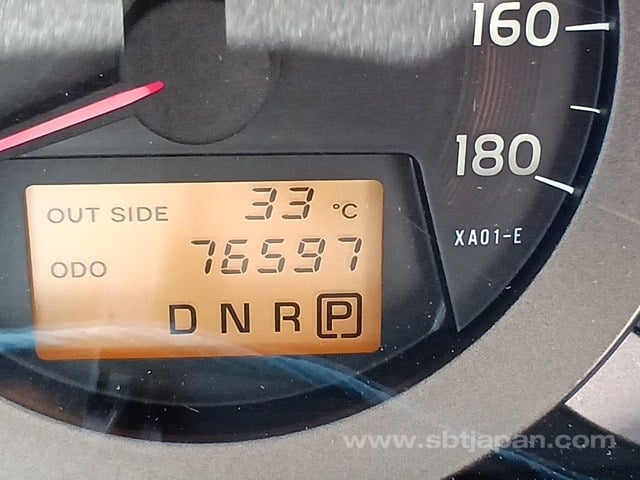 160
180
XA01-E
OUT SIDE 33 °C
ODO 76597
D N R P
www.sbtjapan.com